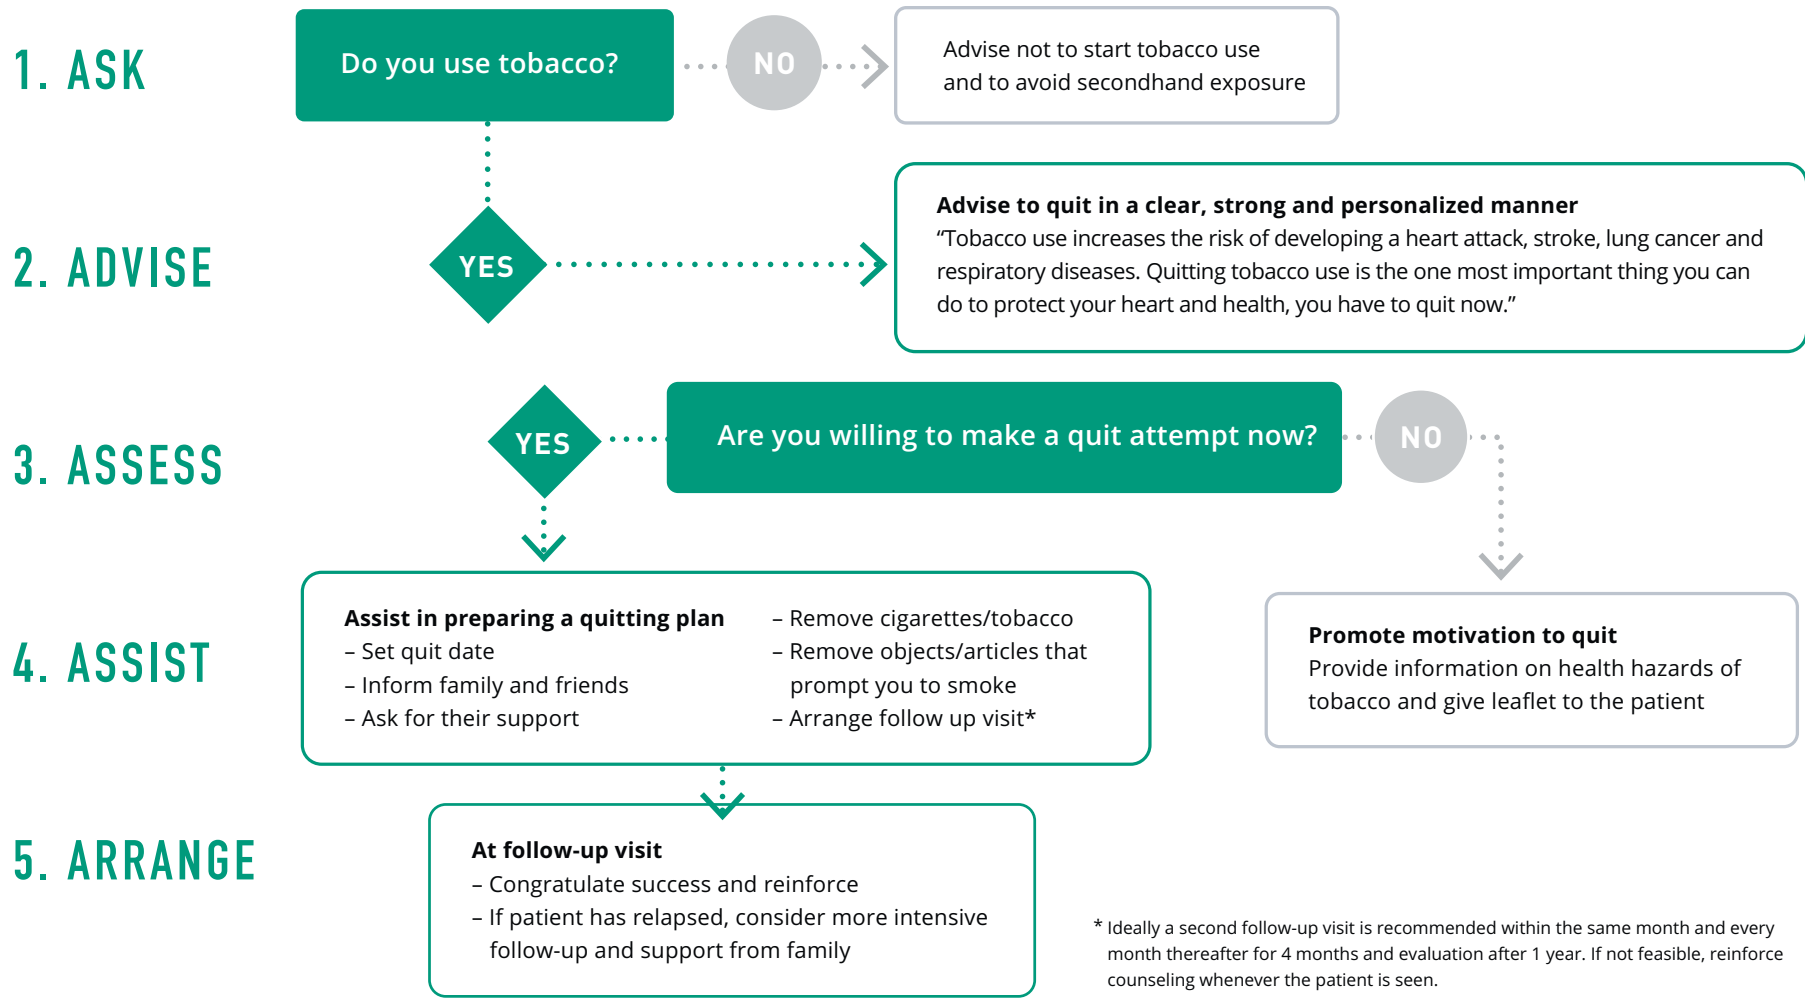 1. ASK
Do you use tobacco?
NO
Advise not to start tobacco use
and to avoid secondhand exposure
2. ADVISE
YES
Advise to quit in a clear, strong and personalized manner
“Tobacco use increases the risk of developing a heart attack, stroke, lung cancer and
respiratory diseases. Quitting tobacco use is the one most important thing you can
do to protect your heart and health, you have to quit now.”
3. ASSESS
YES
Are you willing to make a quit attempt now?
NO
4. ASSIST
Assist in preparing a quitting plan
– Set quit date
– Inform family and friends
– Ask for their support
– Remove cigarettes/tobacco
– Remove objects/articles that
prompt you to smoke
– Arrange follow up visit*
Promote motivation to quit
Provide information on health hazards of
tobacco and give leaflet to the patient
5. ARRANGE
At follow-up visit
– Congratulate success and reinforce
– If patient has relapsed, consider more intensive
follow-up and support from family
* Ideally a second follow-up visit is recommended within the same month and every
month thereafter for 4 months and evaluation after 1 year. If not feasible, reinforce
counseling whenever the patient is seen.